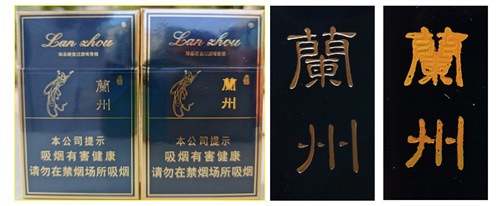 Lan zhou
Lan zhou
蘭州
蘭州
本公司提示
吸烟有害健康
请勿在禁烟场所吸烟
本公司提示
吸烟有害健康
请勿在禁烟场所吸烟
蘭
州
蘭
州